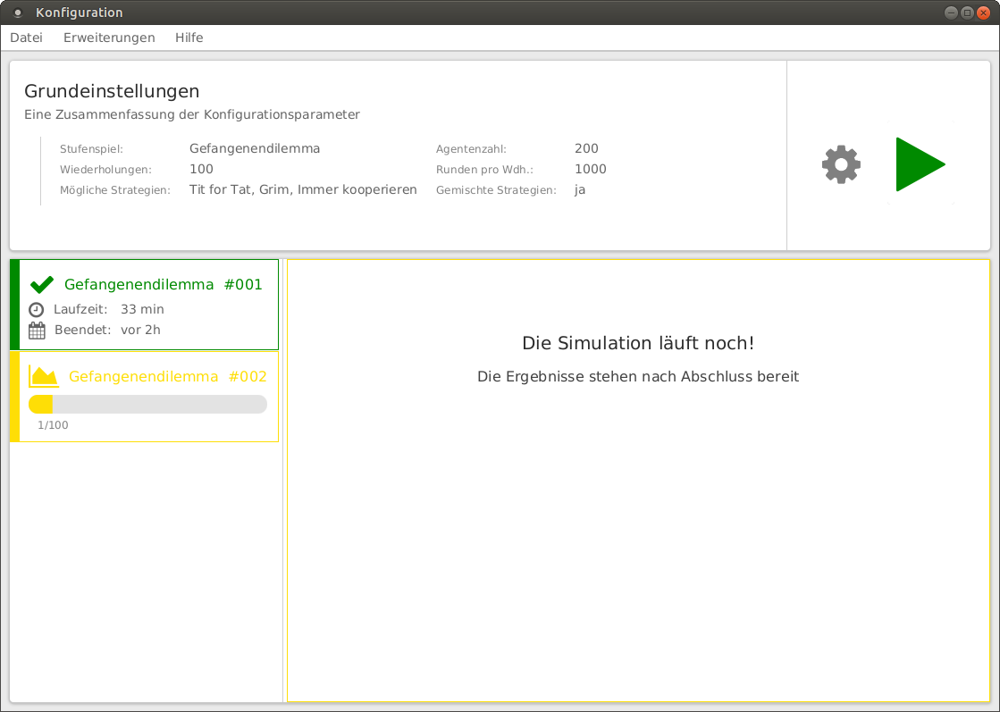 Konfiguration
Datei Erweiterungen Hilfe
Grundeinstellungen
Eine Zusammenfassung der Konfigurationsparameter
Stufenspiel: Gefangenendilemma Agentenzahl: 200
Wiederholungen: 100 Runden pro Wdh.: 1000
Mögliche Strategien: Tit for Tat, Grim, Immer kooperieren Gemischte Strategien: ja
Gefangenendilemma #001
Laufzeit: 33 min
Beendet: vor 2h
Gefangenendilemma #002
1/100
Die Simulation läuft noch!
Die Ergebnisse stehen nach Abschluss bereit